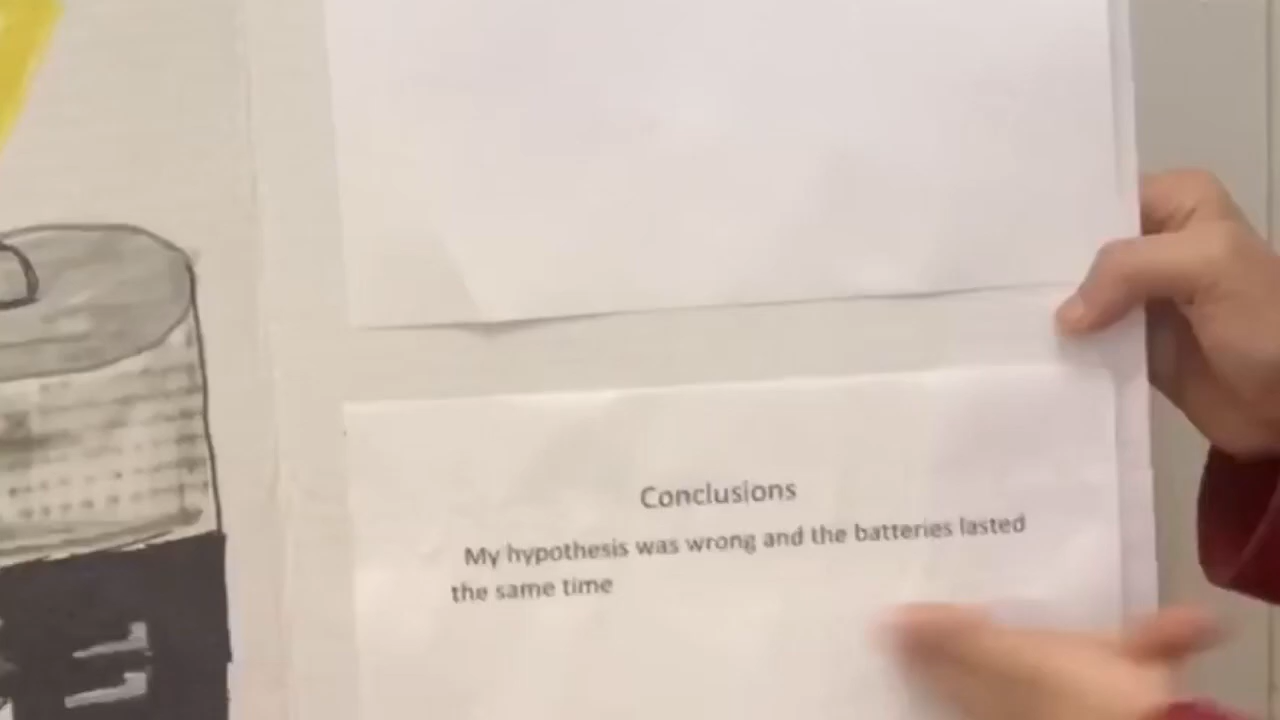 Conclusions
My hypothesis was wrong and the batteries lasted
the same time